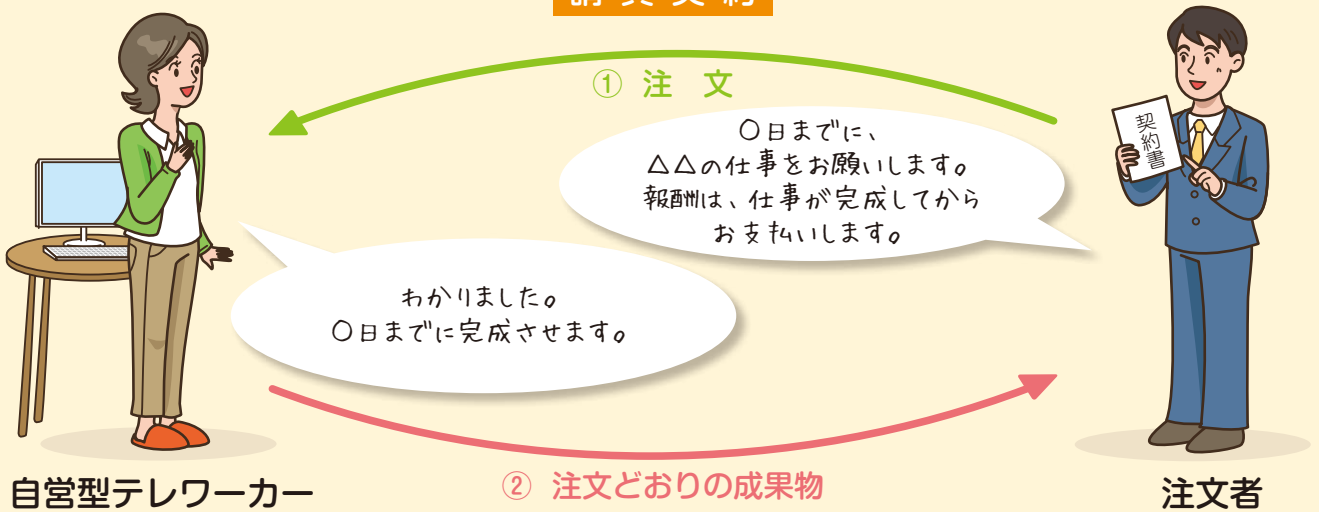 請負契約
① 注 文
〇日までに、
△△の仕事をお願いします。
報酬は、仕事が完成してから
お支払いします。
契約書
わかりました。
〇日までに完成させます。
② 注文どおりの成果物
自営型テレワーカー
注文者